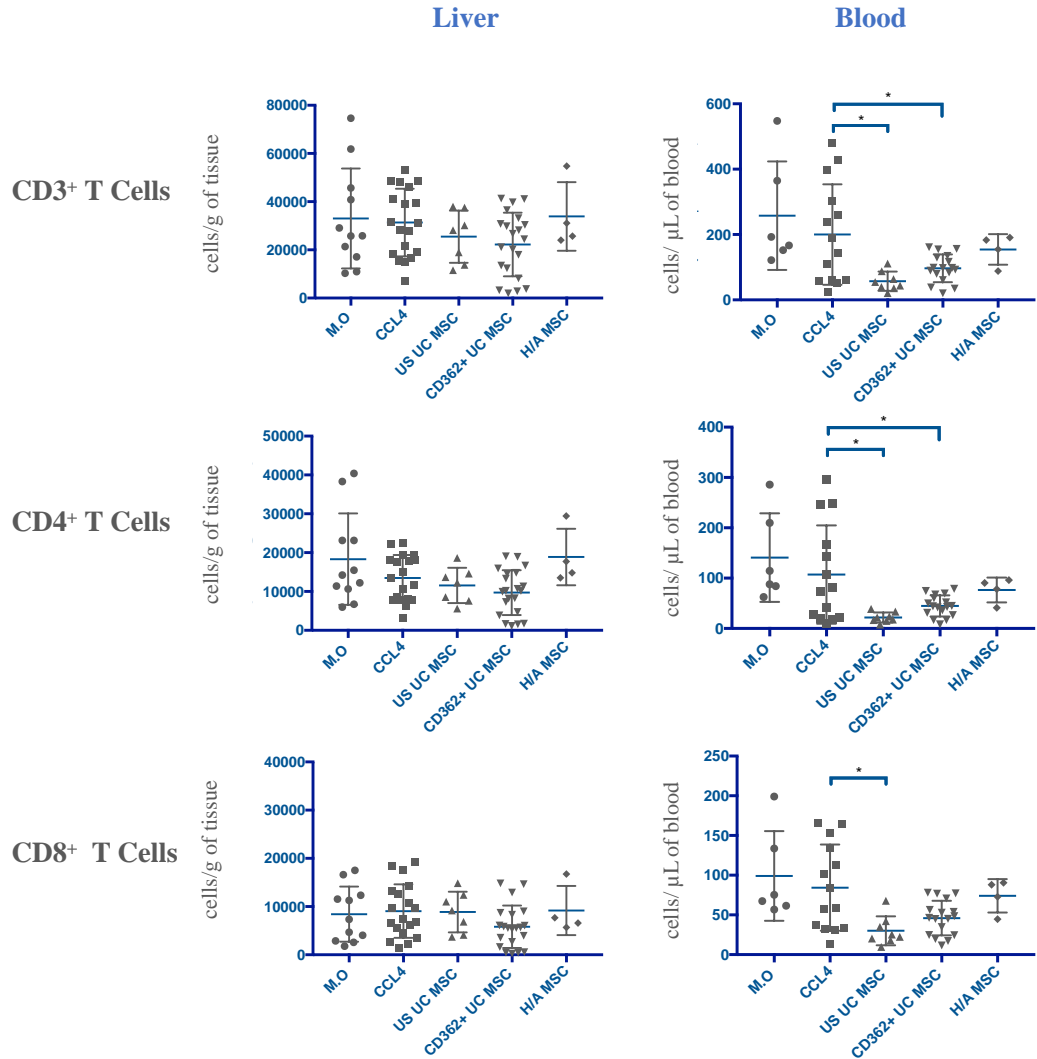 Liver
Blood
CD3+ T Cells
cells/g of tissue
80000
60000
40000
20000
0
M.O
CCL4
US UC MSC
CD362+ UC MSC
H/A MSC
cells/ µL of blood
600
400
200
0
*
*
M.O
CCL4
US UC MSC
CD362+ UC MSC
H/A MSC
CD4+ T Cells
cells/g of tissue
50000
40000
30000
20000
10000
0
M.O
CCL4
US UC MSC
CD362+ UC MSC
H/A MSC
cells/ µL of blood
400
300
200
100
0
*
*
M.O
CCL4
US UC MSC
CD362+ UC MSC
H/A MSC
CD8+ T Cells
cells/g of tissue
40000
30000
20000
10000
0
M.O
CCL4
US UC MSC
CD362+ UC MSC
H/A MSC
cells/ µL of blood
250
200
150
100
50
0
*
M.O
CCL4
US UC MSC
CD362+ UC MSC
H/A MSC